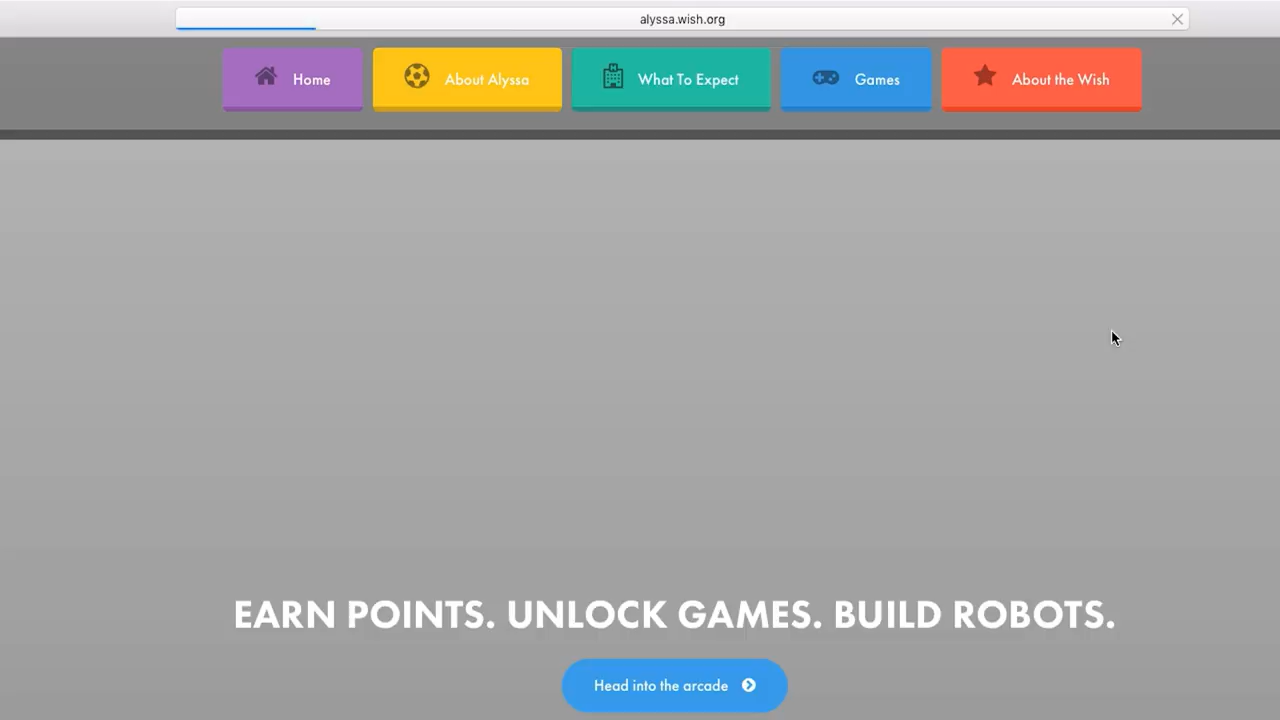 alyssa.wish.org
Home
About Alyssa
What To Expect
Games
About the Wish
EARN POINTS. UNLOCK GAMES. BUILD ROBOTS.
Head into the arcade